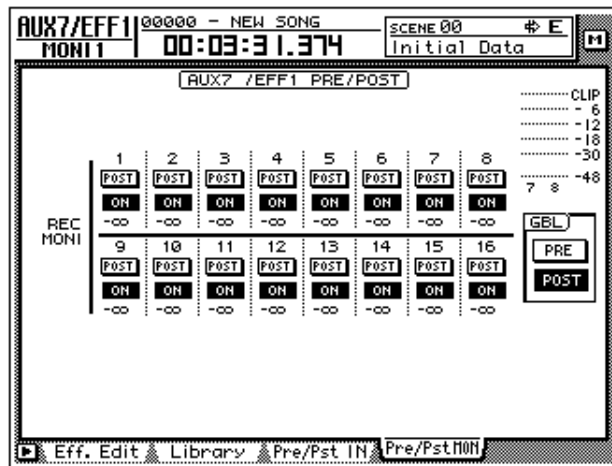 AUX7/EFF1 00000 - NEW SONG SCENE 00 E
MONI 1 00:03:31.374 Initial Data M
AUX7 /EFF1 PRE/POST
CLIP
- 6
-12
-18
-30
-48
7 8
1 2 3 4 5 6 7 8
POST POST POST POST POST POST POST POST
ON ON ON ON ON ON ON ON
-∞ -∞ -∞ -∞ -∞ -∞ -∞ -∞
REC
MONI
9 10 11 12 13 14 15 16
POST POST POST POST POST POST POST POST
ON ON ON ON ON ON ON ON
-∞ -∞ -∞ -∞ -∞ -∞ -∞ -∞
GBL
PRE
POST
Eff. Edit Library Pre/Pst IN Pre/PstMON